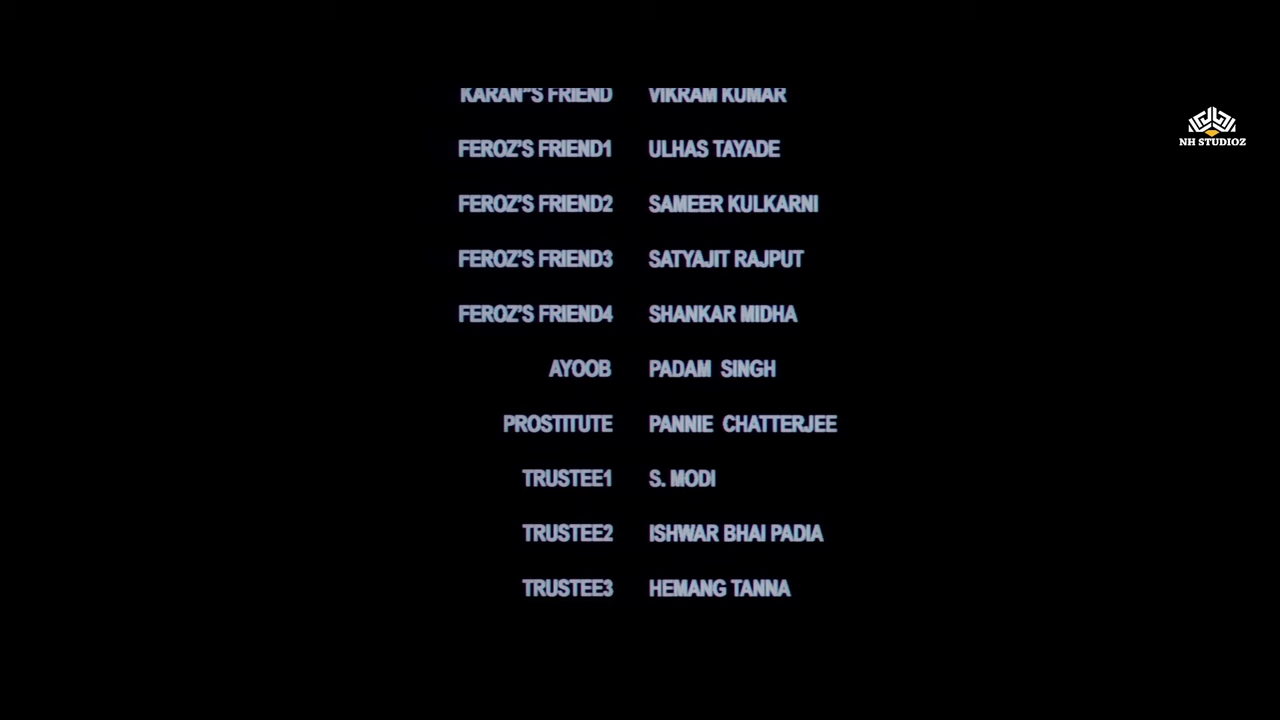 KARAN"S FRIEND VIKRAM KUMAR
FEROZ'S FRIEND1 ULHAS TAYADE
FEROZ'S FRIEND2 SAMEER KULKARNI
FEROZ'S FRIEND3 SATYAJIT RAJPUT
FEROZ'S FRIEND4 SHANKAR MIDHA
AYOOB PADAM SINGH
PROSTITUTE PANNIE CHATTERJEE
TRUSTEE1 S. MODI
TRUSTEE2 ISHWAR BHAI PADIA
TRUSTEE3 HEMANG TANNA
NH STUDIOZ